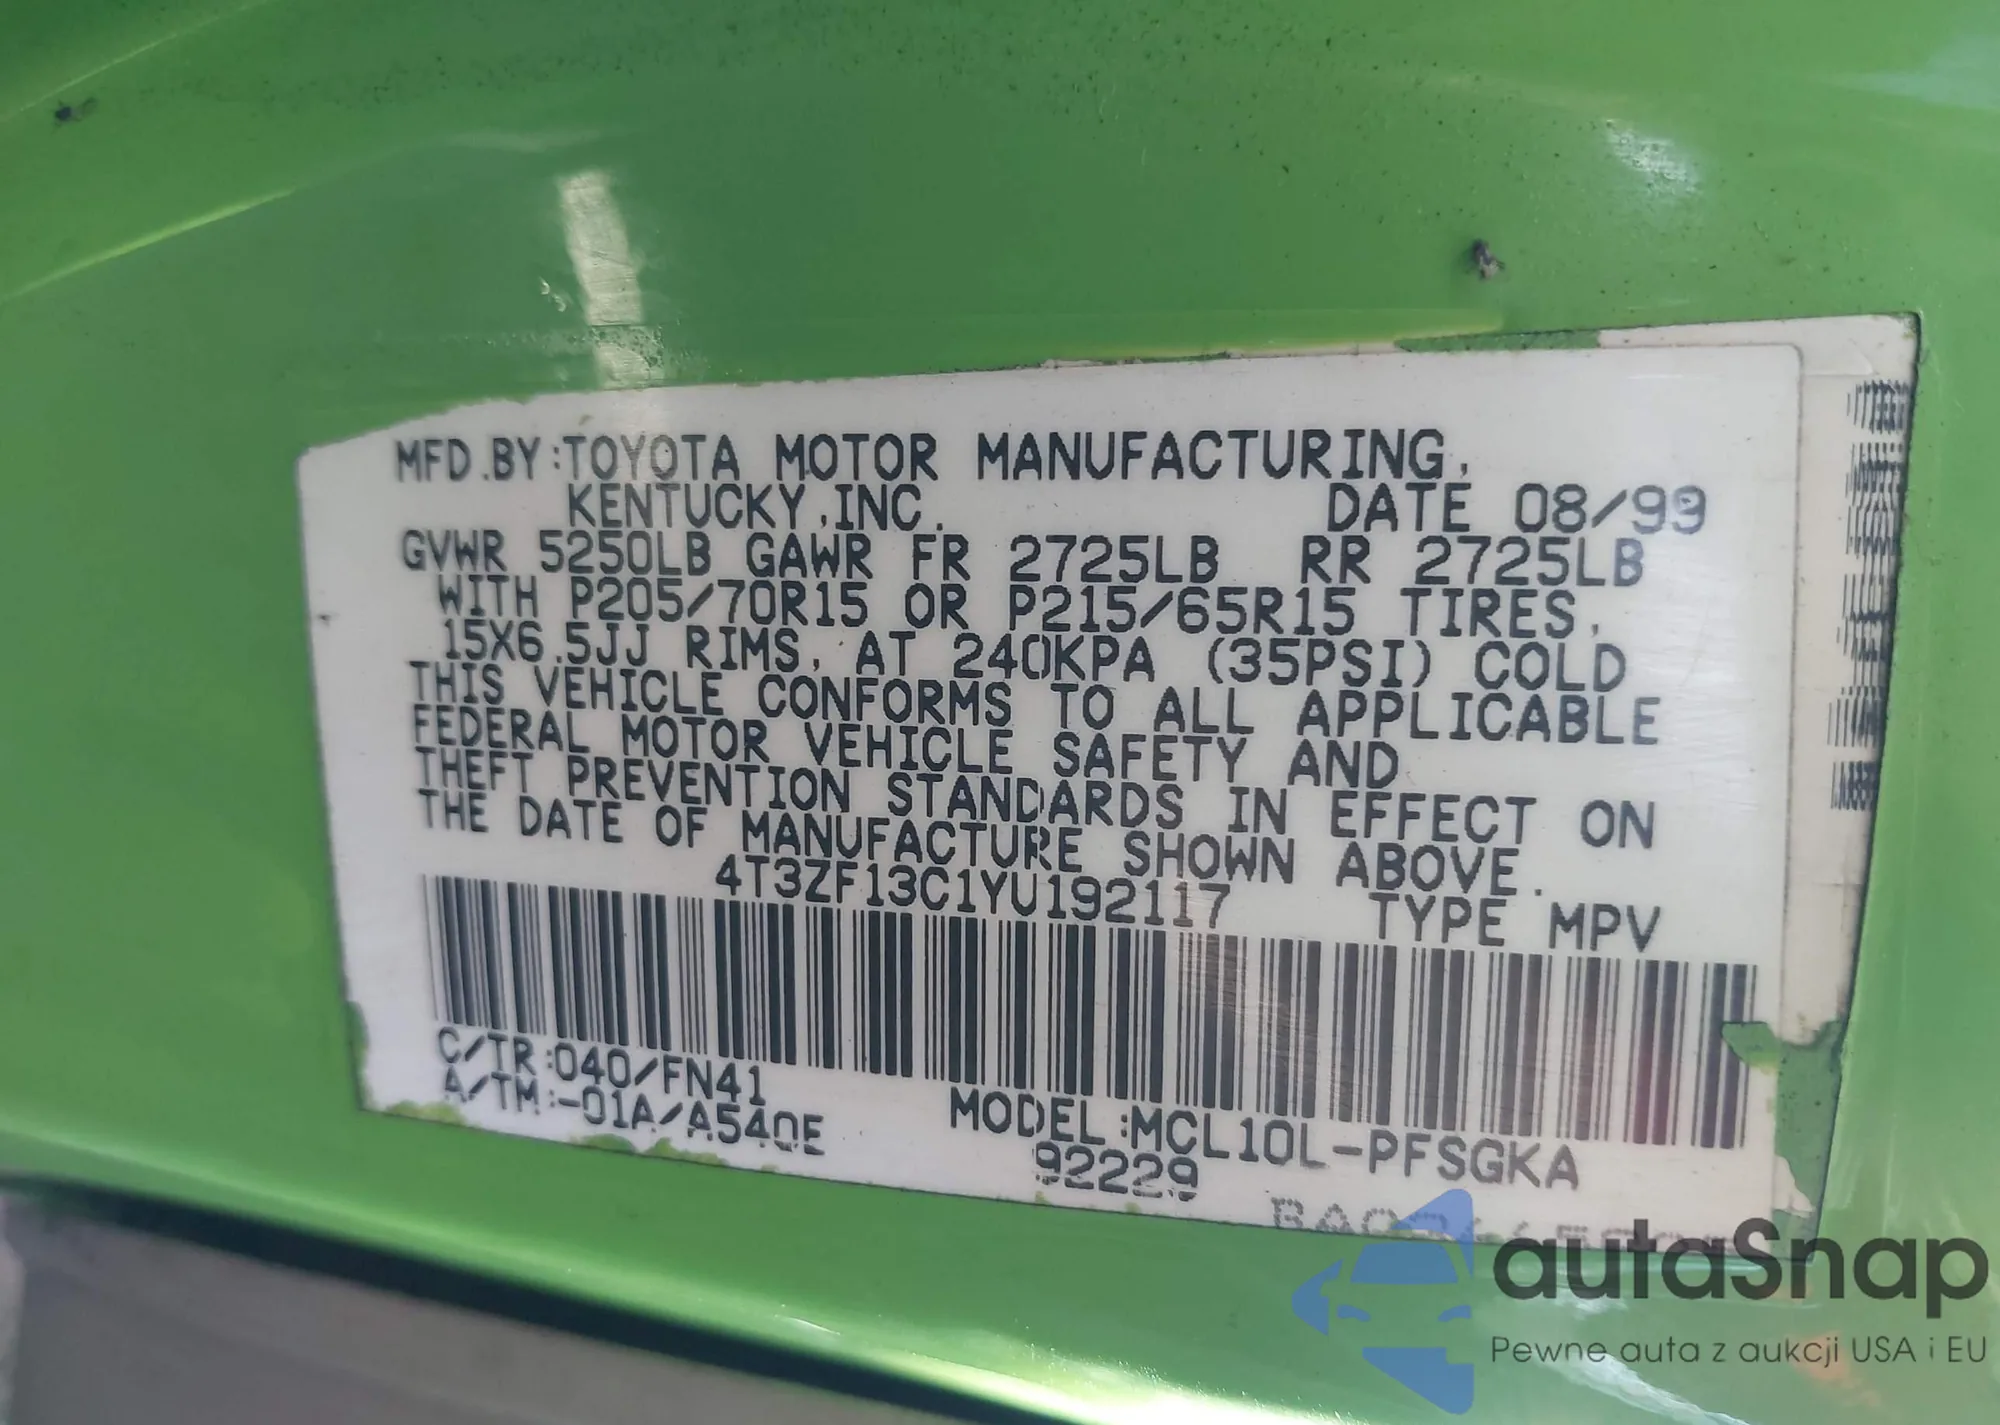 MFD.BY:TOYOTA MOTOR MANUFACTURING,
KENTUCKY,INC. DATE 08/99
GVWR 5250LB GAWR FR 2725LB RR 2725LB
WITH P205/70R15 OR P215/65R15 TIRES,
15X6.5JJ RIMS, AT 240KPA (35PSI) COLD
THIS VEHICLE CONFORMS TO ALL APPLICABLE
FEDERAL MOTOR VEHICLE SAFETY AND
THEFT PREVENTION STANDARDS IN EFFECT ON
THE DATE OF MANUFACTURE SHOWN ABOVE.
4T3ZF13C1YU192117 TYPE MPV
C/TR:040/FN41
A/TM:-01A/A540E
MODEL:MCL10L-PFSGKA
92229
autaSnap
Pewne auta z aukcji USA i EU